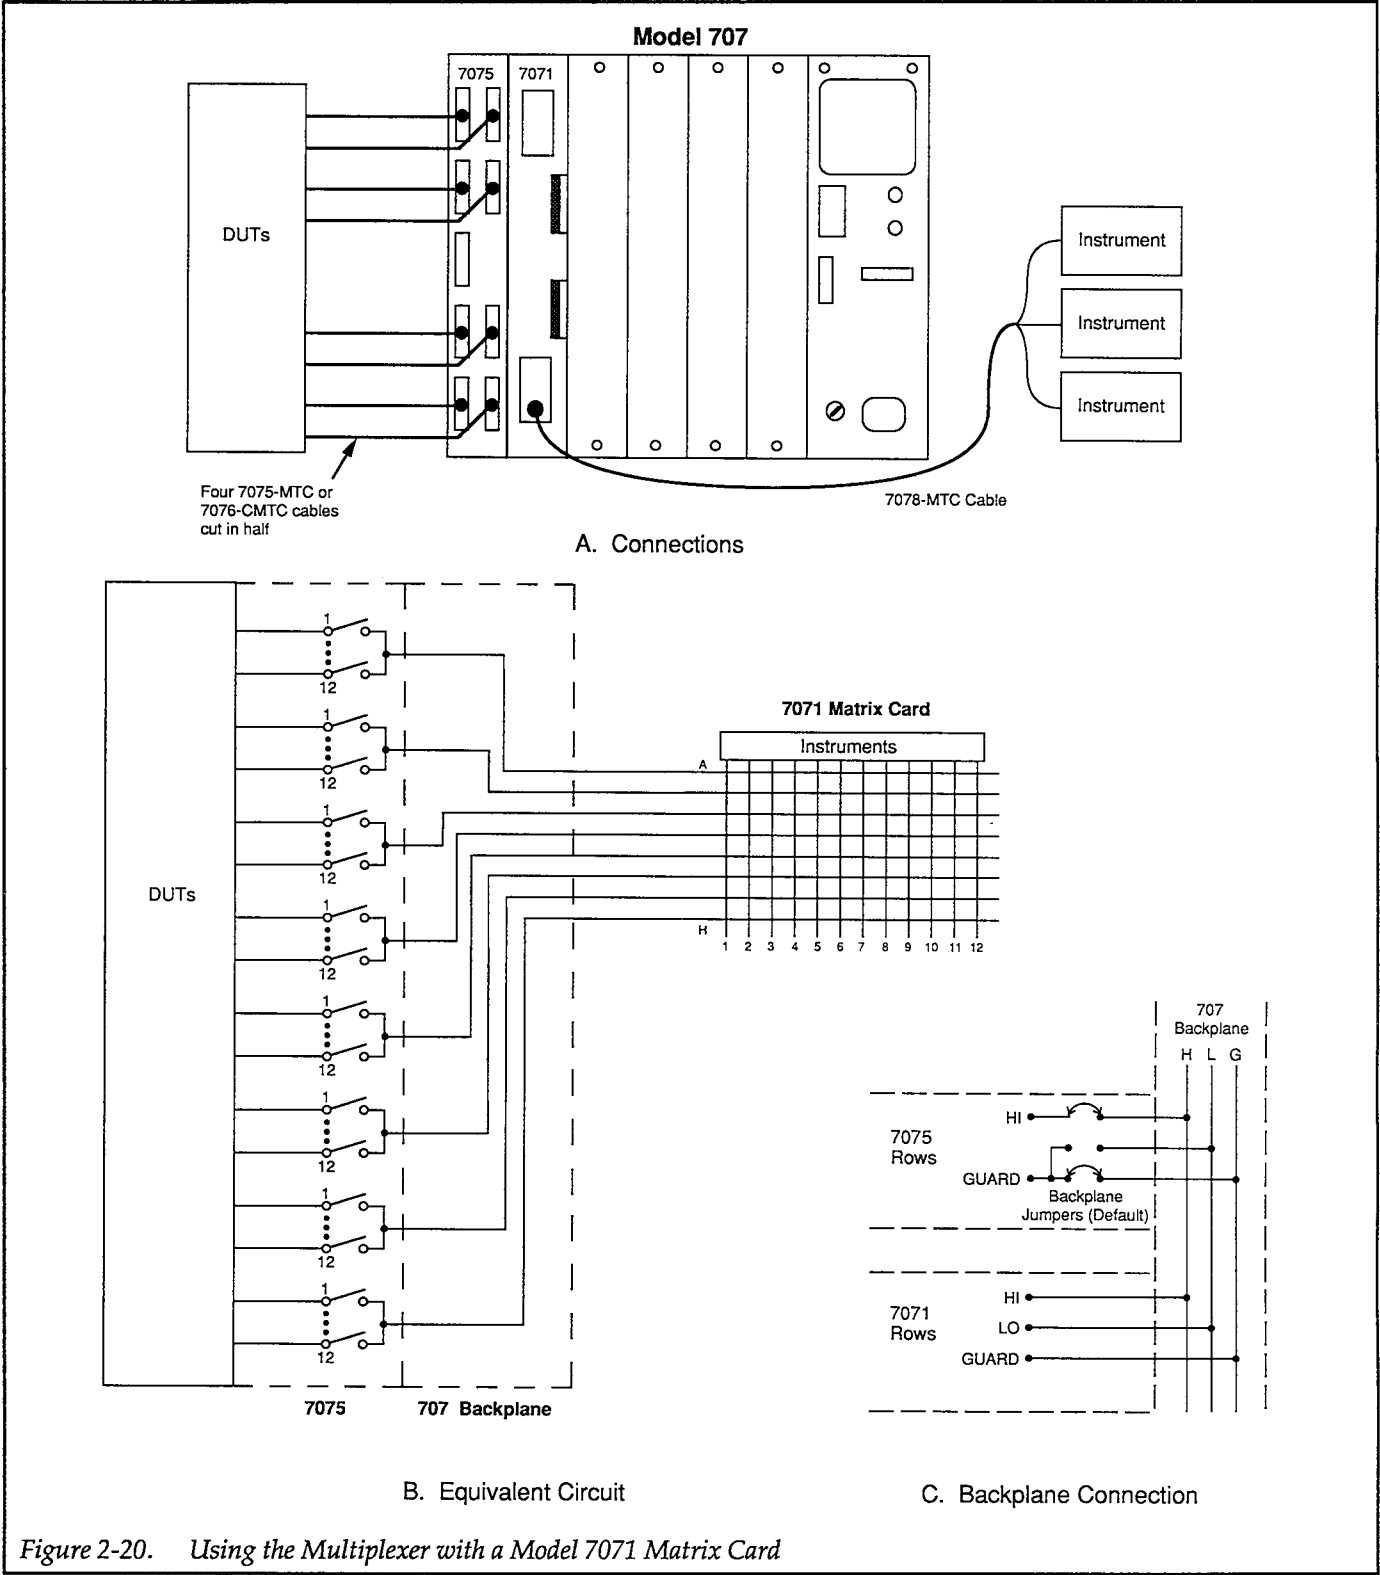 Model 707
7075
7071
DUTs
Instrument
Instrument
Instrument
Four 7075-MTC or
7076-CMTC cables
cut in half
7078-MTC Cable
A. Connections
DUTs
1
12
1
12
1
12
1
12
1
12
1
12
1
12
1
12
7075
707 Backplane
7071 Matrix Card
Instruments
A
H
1 2 3 4 5 6 7 8 9 10 11 12
707
Backplane
H L G
7075
Rows
HI
GUARD
Backplane
Jumpers (Default)
7071
Rows
HI
LO
GUARD
B. Equivalent Circuit
C. Backplane Connection
Figure 2-20. Using the Multiplexer with a Model 7071 Matrix Card